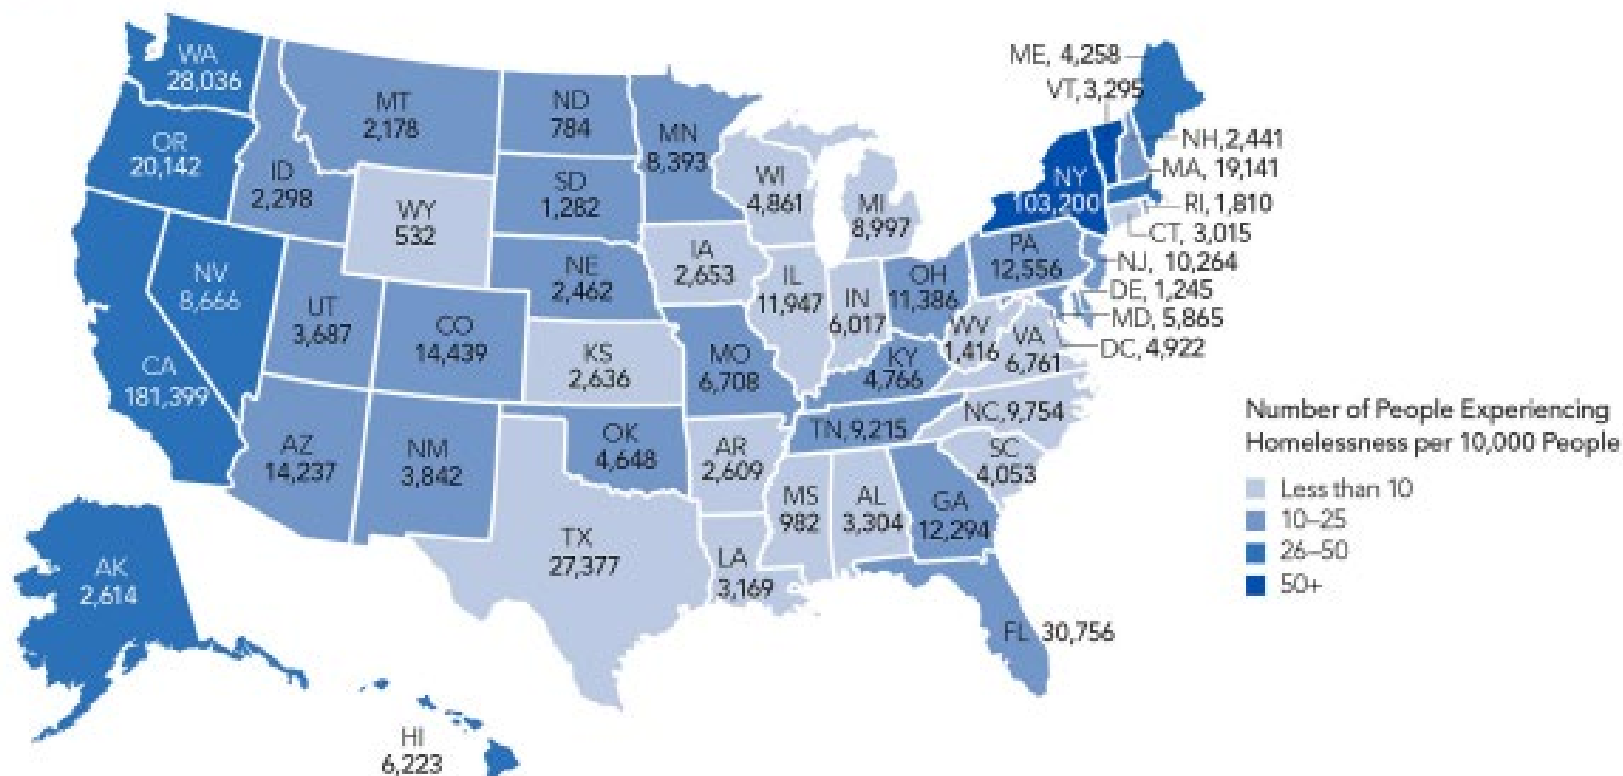 WA
28,036
OR
20,142
ID
2,298
MT
2,178
ND
784
MN
8,393
SD
1,282
WY
532
WI
4,861
MI
8,997
IA
2,653
NE
2,462
NV
8,666
UT
3,687
CO
14,439
CA
181,399
KS
2,636
MO
6,708
IL
11,947
IN
6,017
OH
11,386
PA
12,556
NY
103,200
ME, 4,258
VT, 3,295
NH, 2,441
MA, 19,141
RI, 1,810
CT, 3,015
NJ, 10,264
DE, 1,245
MD, 5,865
DC, 4,922
WV
1,416
VA
6,761
KY
4,766
TN, 9,215
NC, 9,754
SC
4,053
AZ
14,237
NM
3,842
OK
4,648
AR
2,609
TX
27,377
LA
3,169
MS
982
AL
3,304
GA
12,294
FL 30,756
AK
2,614
HI
6,223
Number of People Experiencing
Homelessness per 10,000 People
Less than 10
10–25
26–50
50+